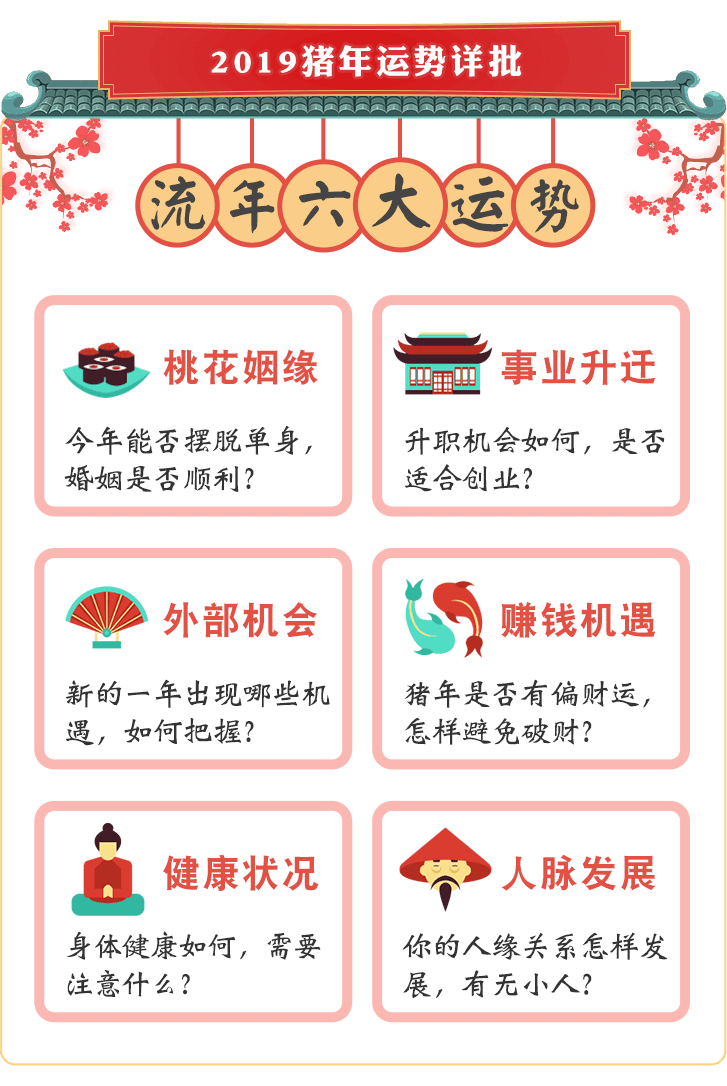 2019猪年运势详批
流年六大运势
桃花姻缘
今年能否摆脱单身，
婚姻是否顺利？
事业升迁
升职机会如何，是否
适合创业？
外部机会
新的一年出现哪些机
遇，如何把握？
赚钱机遇
猪年是否有偏财运，
怎样避免破财？
健康状况
身体健康如何，需要
注意什么？
人脉发展
你的人缘关系怎样发
展，有无小人？